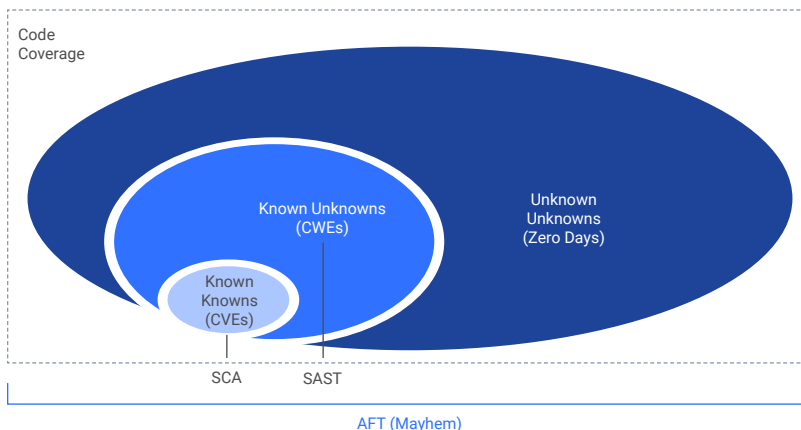 Code
Coverage
Known Unknowns
(CWEs)
Unknown
Unknowns
(Zero Days)
Known
Knowns
(CVEs)
SCA
SAST
AFT (Mayhem)